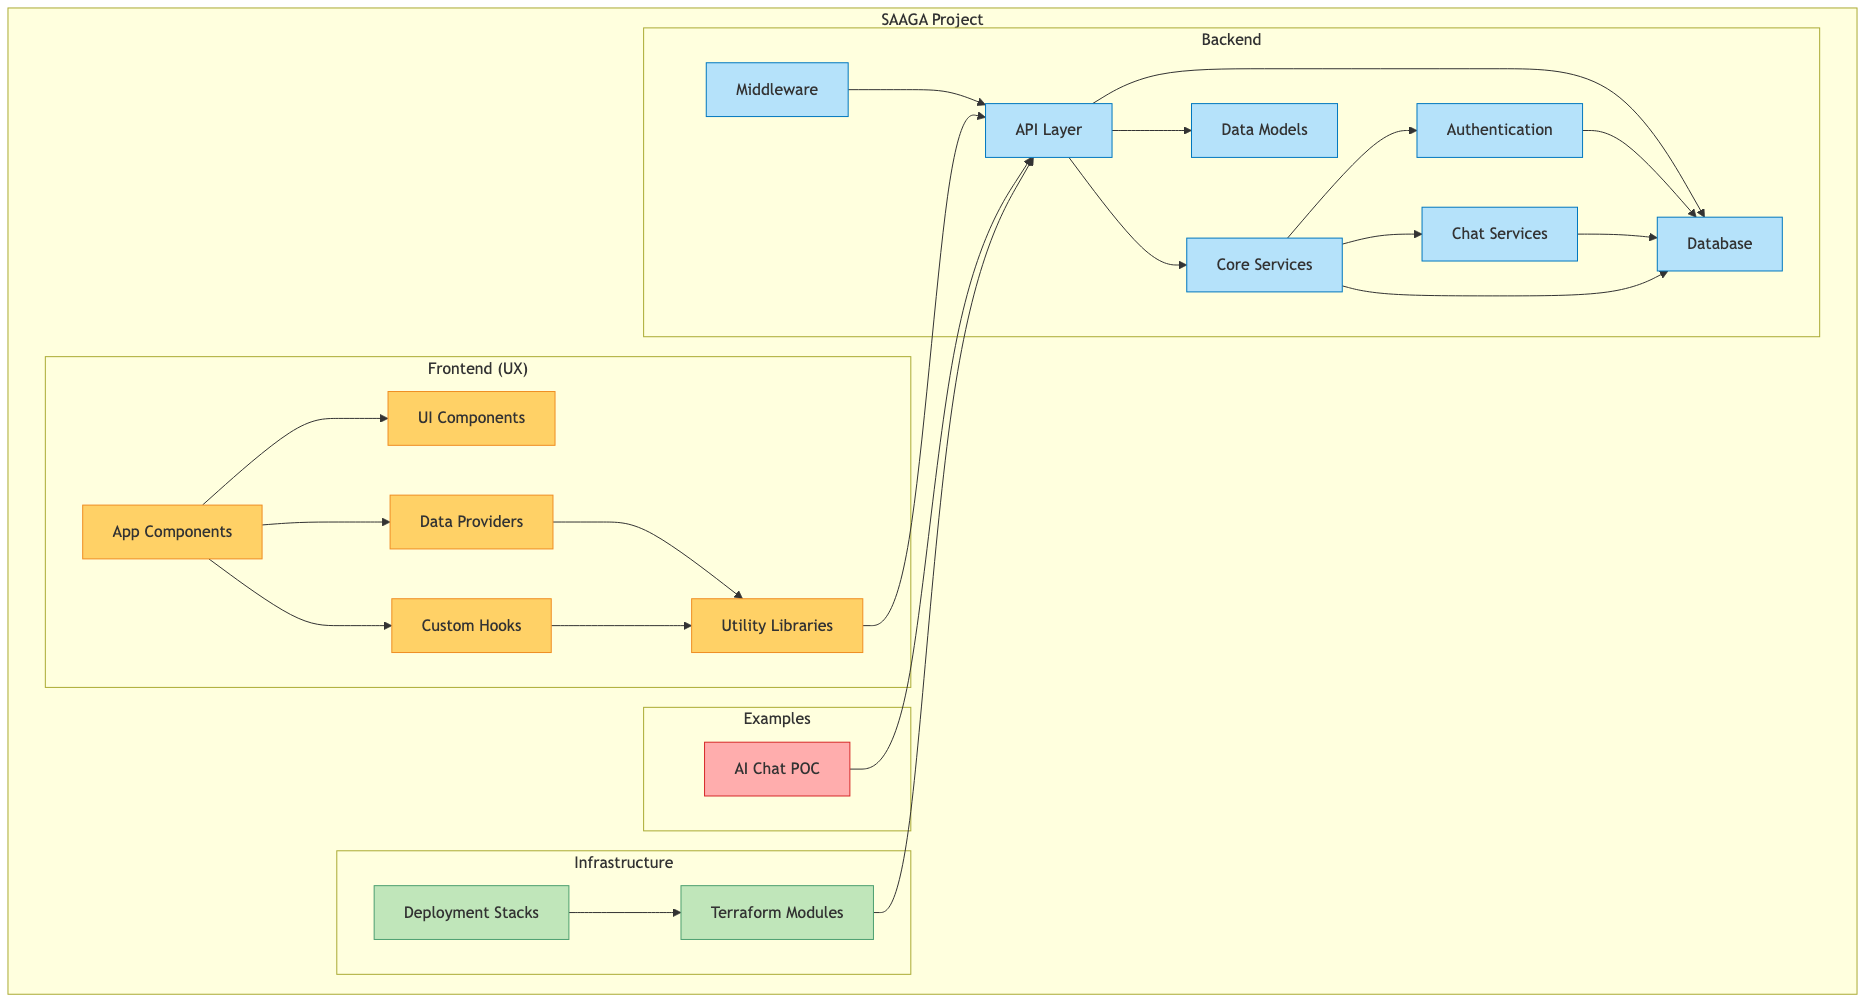 SAAGA Project
Backend
Middleware
API Layer
Data Models
Authentication
Core Services
Chat Services
Database
Frontend (UX)
UI Components
App Components
Data Providers
Custom Hooks
Utility Libraries
Examples
AI Chat POC
Infrastructure
Deployment Stacks
Terraform Modules